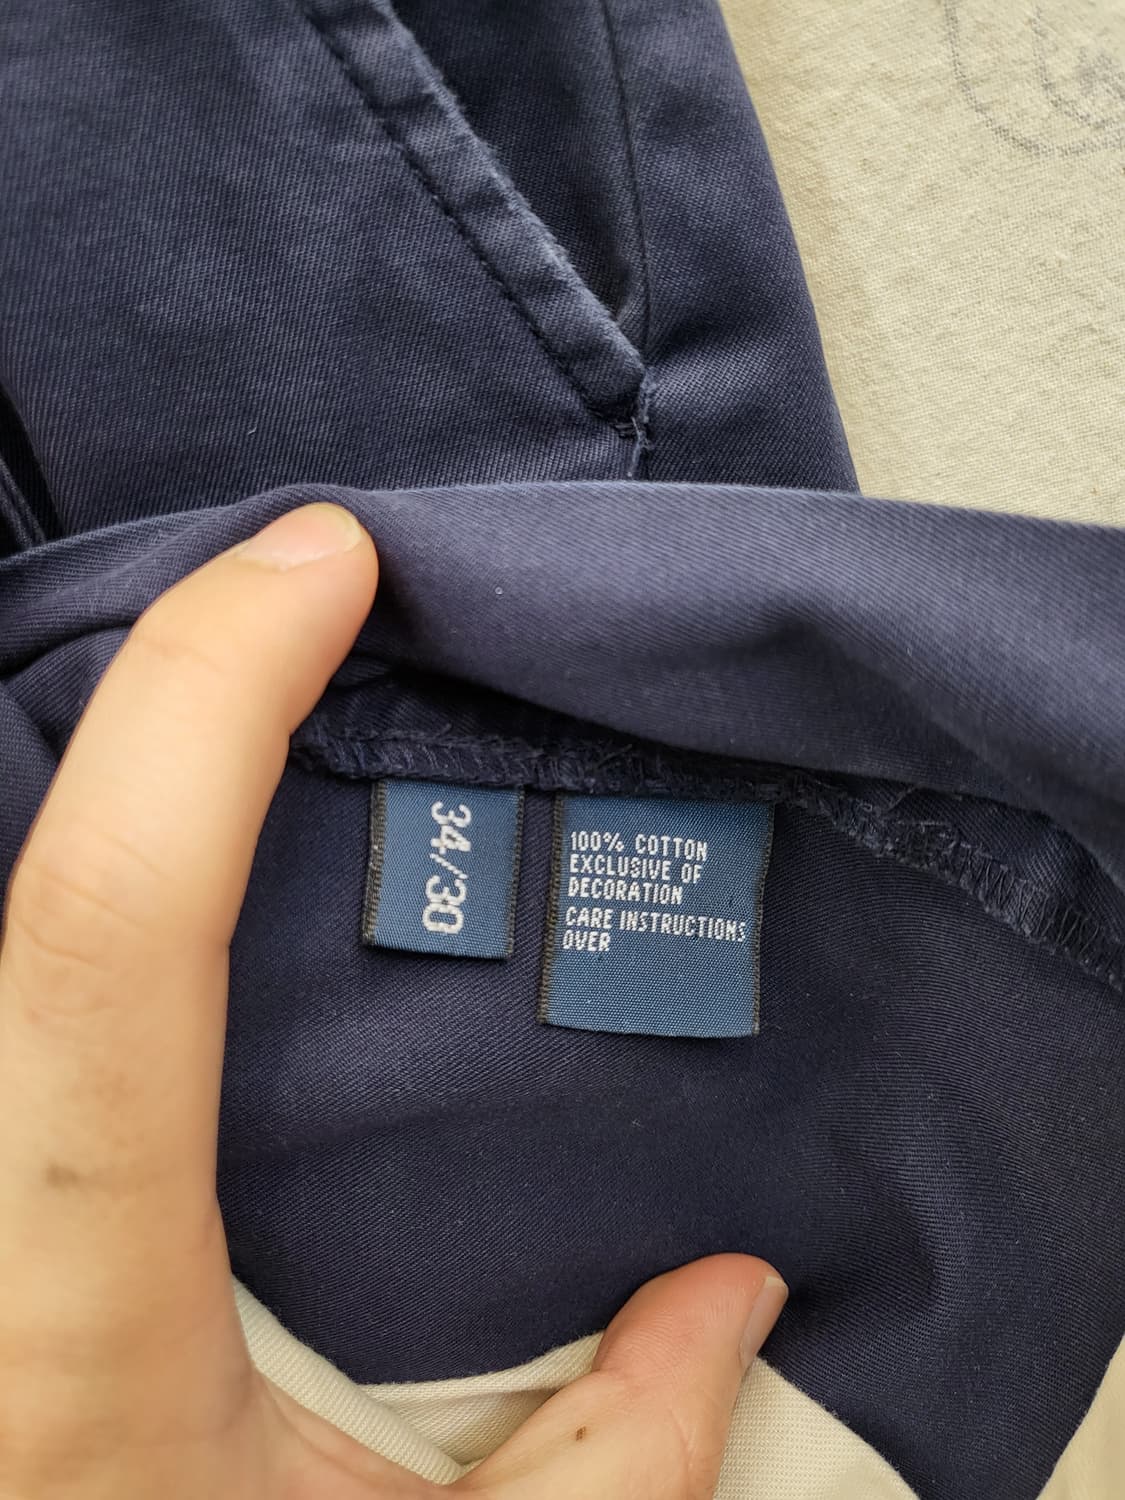 34/30
100% COTTON
EXCLUSIVE OF
DECORATION
CARE INSTRUCTIONS
OVER